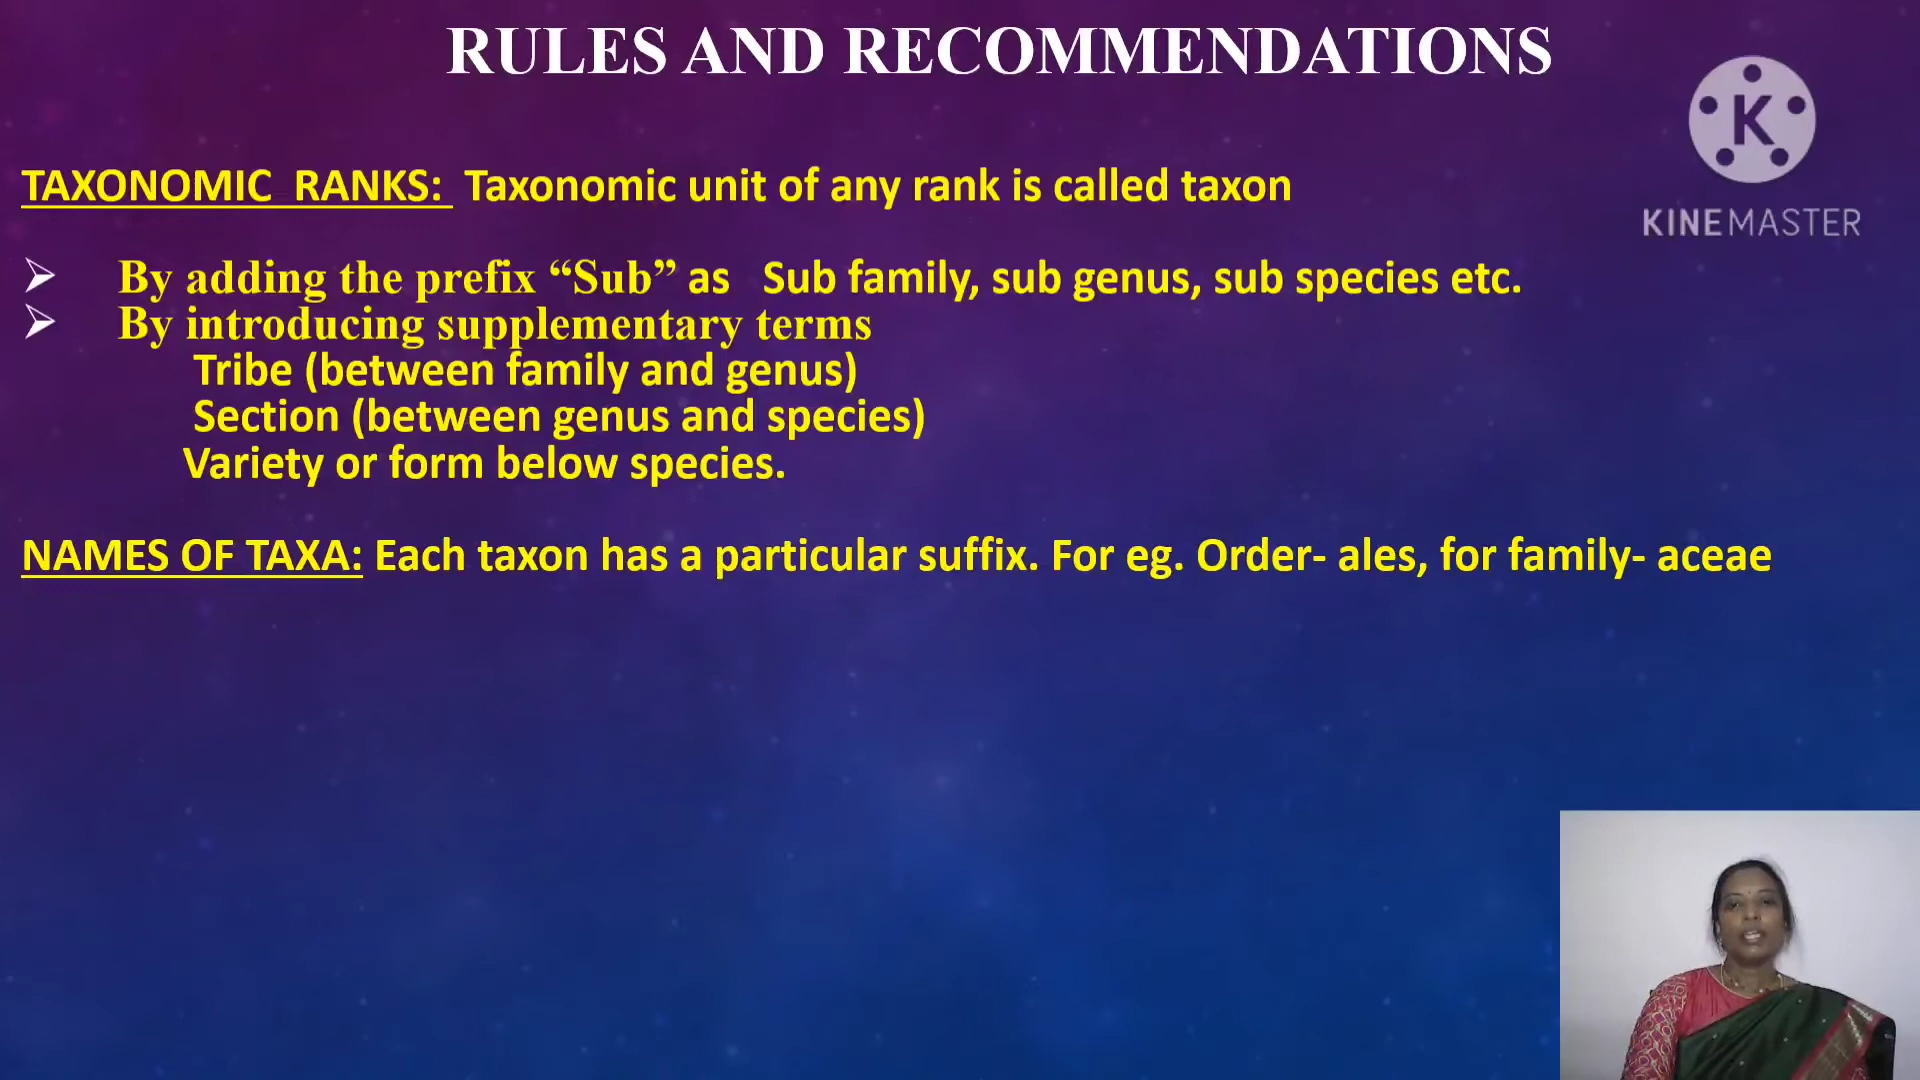 RULES AND RECOMMENDATIONS
K
KINEMASTER
TAXONOMIC RANKS: Taxonomic unit of any rank is called taxon
➢ By adding the prefix “Sub” as Sub family, sub genus, sub species etc.
➢ By introducing supplementary terms
Tribe (between family and genus)
Section (between genus and species)
Variety or form below species.
NAMES OF TAXA: Each taxon has a particular suffix. For eg. Order- ales, for family- aceae